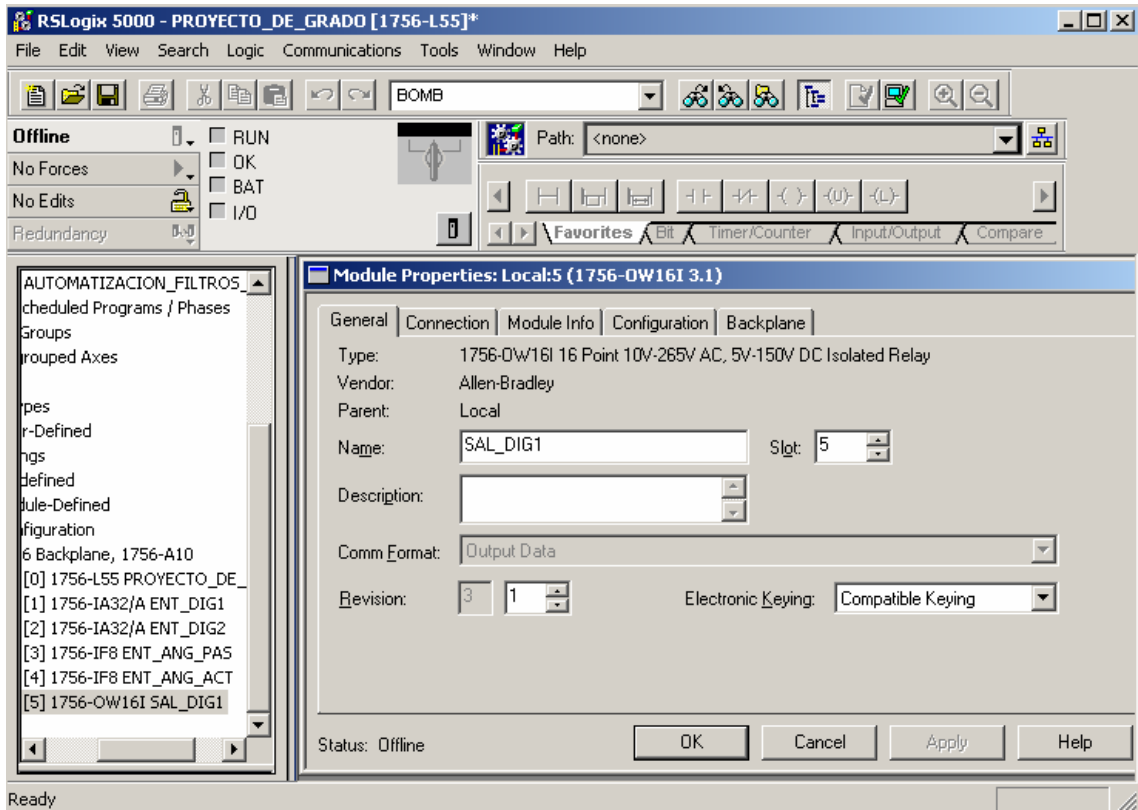 RSLogix 5000 - PROYECTO_DE_GRADO [1756-L55]*
File Edit View Search Logic Communications Tools Window Help
BOMB
Offline
RUN
Path: <none>
No Forces
OK
No Edits
BAT
I/O
Redundancy
Favorites Bit Timer/Counter Input/Output Compare
AUTOMATIZACION_FILTROS_
cheduled Programs / Phases
Groups
rouped Axes
pes
r-Defined
ngs
defined
dule-Defined
figuration
6 Backplane, 1756-A10
[0] 1756-L55 PROYECTO_DE_
[1] 1756-IA32/A ENT_DIG1
[2] 1756-IA32/A ENT_DIG2
[3] 1756-IF8 ENT_ANG_PAS
[4] 1756-IF8 ENT_ANG_ACT
[5] 1756-OW16I SAL_DIG1
Module Properties: Local:5 (1756-OW16I 3.1)
General Connection Module Info Configuration Backplane
Type: 1756-OW16I 16 Point 10V-265V AC, 5V-150V DC Isolated Relay
Vendor: Allen-Bradley
Parent: Local
Name: SAL_DIG1 Slot: 5
Description:
Comm Format: Output Data
Revision: 3 1 Electronic Keying: Compatible Keying
Status: Offline OK Cancel Apply Help
Ready